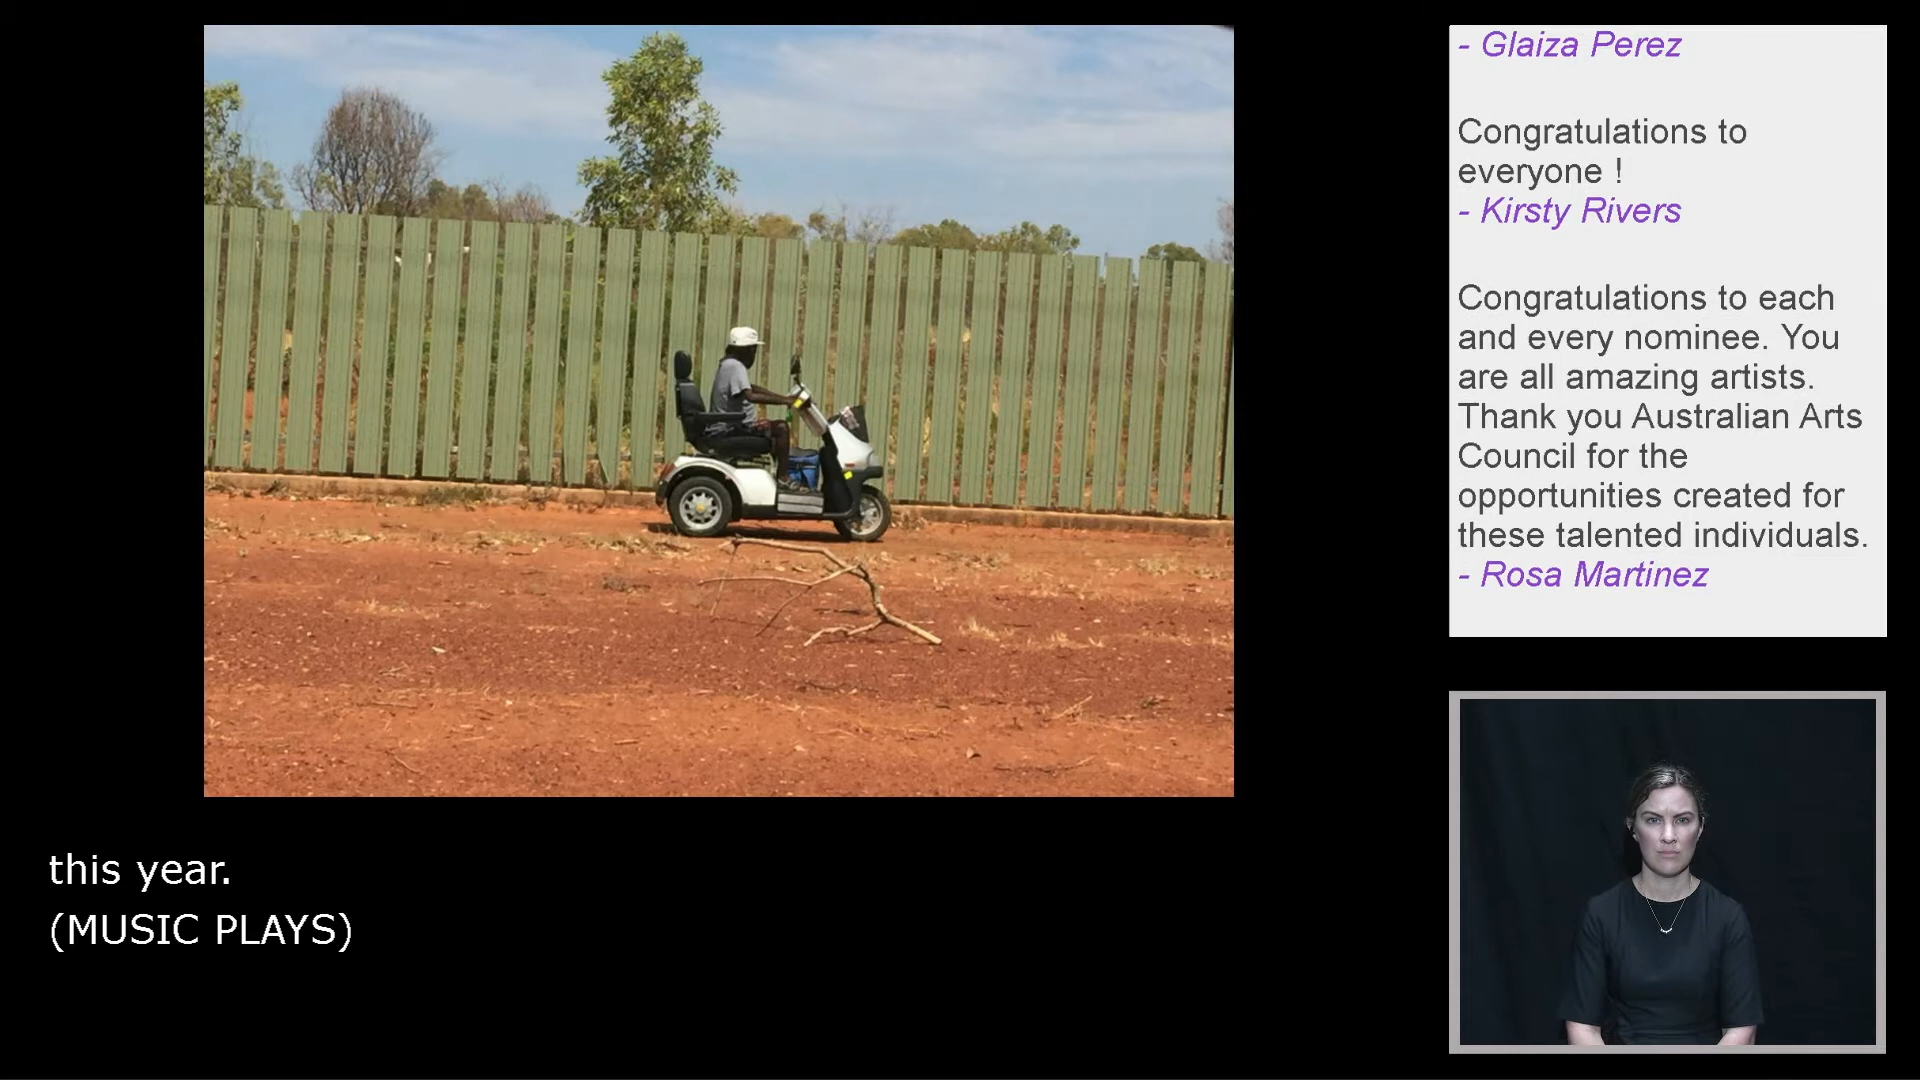 - Glaiza Perez
Congratulations to
everyone !
- Kirsty Rivers
Congratulations to each
and every nominee. You
are all amazing artists.
Thank you Australian Arts
Council for the
opportunities created for
these talented individuals.
- Rosa Martinez
this year.
(MUSIC PLAYS)